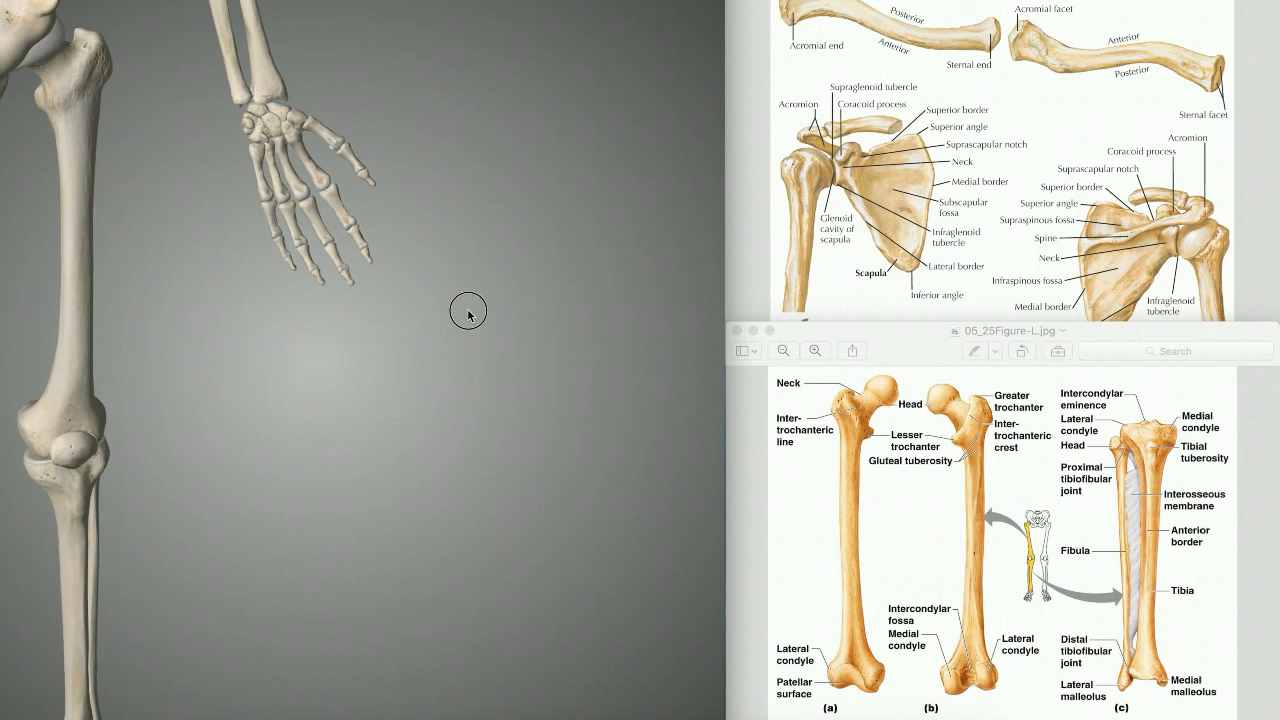 Posterior
Anterior
Acromial end
Sternal end
Acromial facet
Anterior
Posterior
Sternal facet
Supraglenoid tubercle
Acromion
Coracoid process
Superior border
Superior angle
Suprascapular notch
Neck
Medial border
Subscapular
fossa
Glenoid
cavity of
scapula
Infraglenoid
tubercle
Scapula
Lateral border
Inferior angle
Acromion
Coracoid process
Suprascapular notch
Superior border
Superior angle
Supraspinous fossa
Spine
Neck
Infraspinous fossa
Medial border
Infraglenoid
tubercle
05_25Figure-L.jpg
Search
Neck
Inter-
trochanteric
line
Head
Lesser
trochanter
Gluteal tuberosity
Greater
trochanter
Inter-
trochanteric
crest
Lateral
condyle
Patellar
surface
Intercondylar
fossa
Medial
condyle
Lateral
condyle
Intercondylar
eminence
Lateral
condyle
Head
Proximal
tibiofibular
joint
Fibula
Distal
tibiofibular
joint
Lateral
malleolus
Medial
condyle
Tibial
tuberosity
Interosseous
membrane
Anterior
border
Tibia
Medial
malleolus
(a)
(b)
(c)